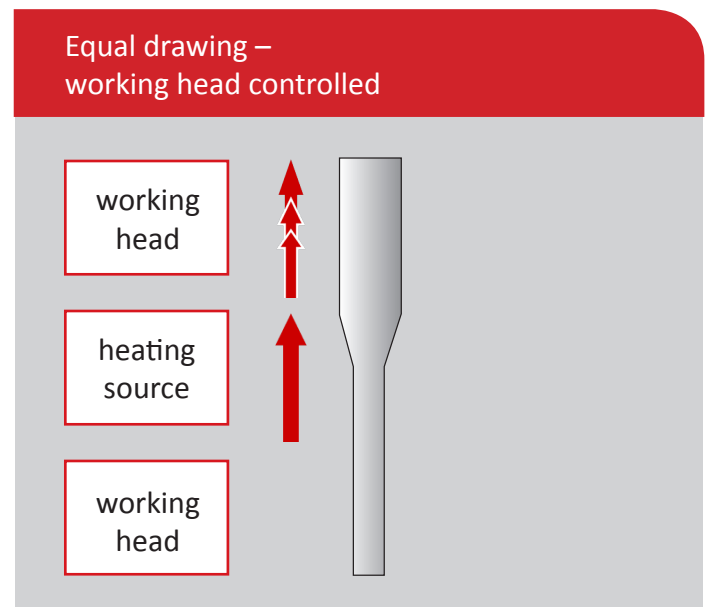 Equal drawing –
working head controlled
working
head
heating
source
working
head